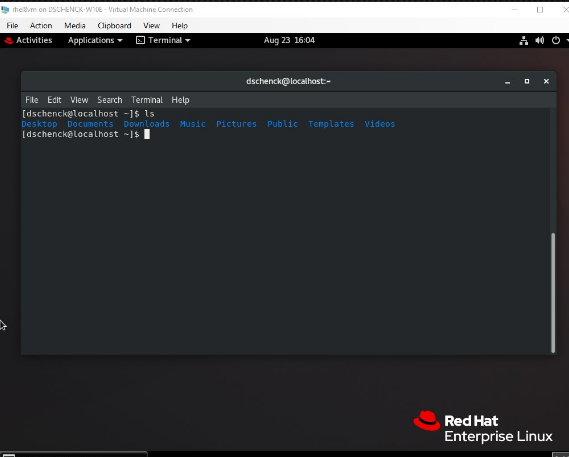 rhel8vm on DSCHENCK-W10E - Virtual Machine Connection
File Action Media Clipboard View Help
Activities Applications Terminal Aug 23 16:04
dschenck@localhost:~
File Edit View Search Terminal Help
[dschenck@localhost ~]$ ls
Desktop Documents Downloads Music Pictures Public Templates Videos
[dschenck@localhost ~]$
Red Hat
Enterprise Linux